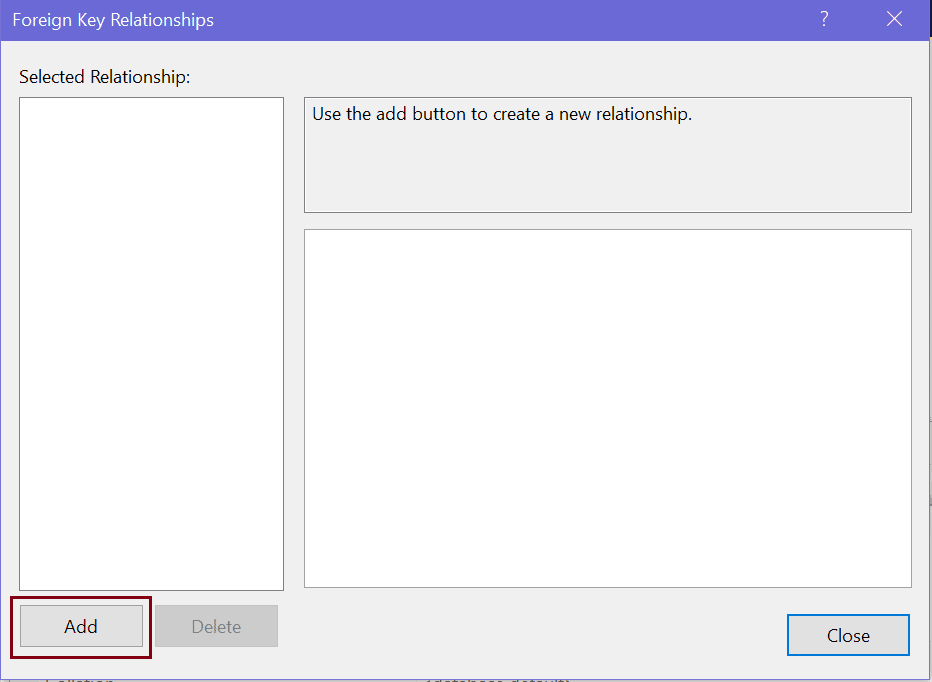 Foreign Key Relationships
?
Selected Relationship:
Use the add button to create a new relationship.
Add
Delete
Close